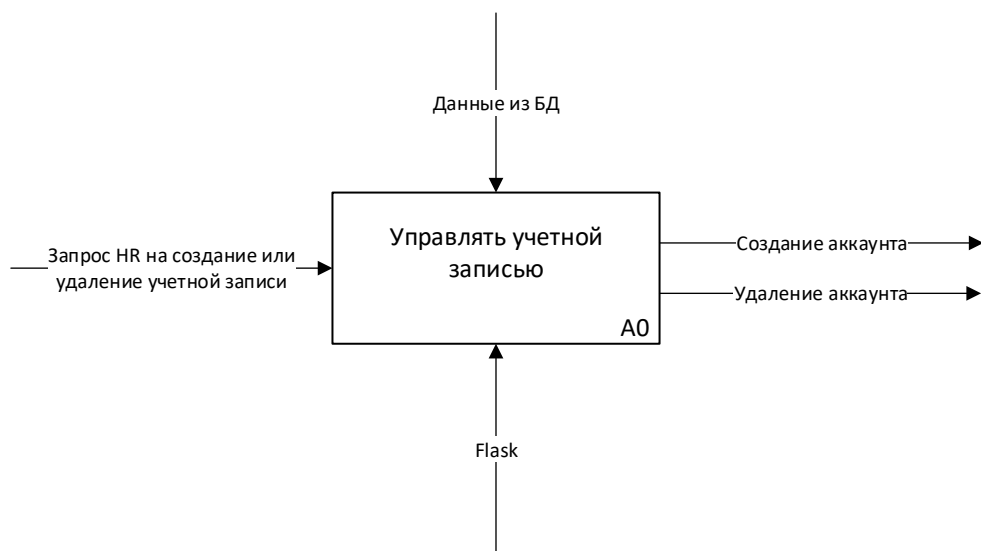 Данные из БД
Управлять учетной
записью
Запрос HR на создание или
удаление учетной записи
Создание аккаунта
Удаление аккаунта
A0
Flask